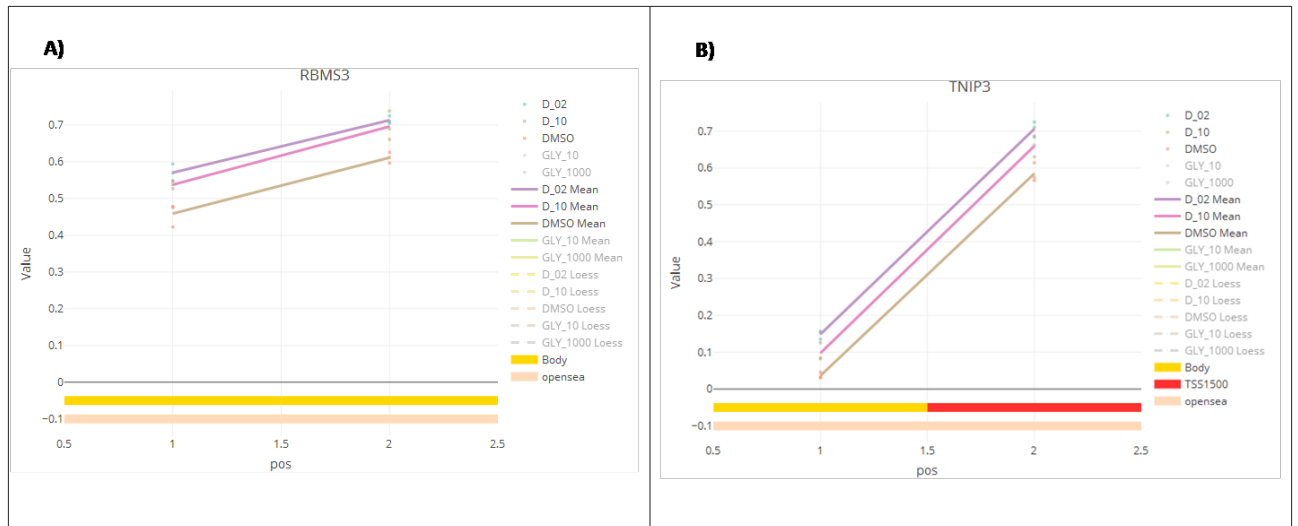 A)
RBMS3
Value
0.7
0.6
0.5
0.4
0.3
0.2
0.1
0
−0.1
0.5
1
1.5
2
2.5
pos
D_02
D_10
DMSO
GLY_10
GLY_1000
D_02 Mean
D_10 Mean
DMSO Mean
GLY_10 Mean
GLY_1000 Mean
D_02 Loess
D_10 Loess
DMSO Loess
GLY_10 Loess
GLY_1000 Loess
Body
opensea
B)
TNIP3
Value
0.7
0.6
0.5
0.4
0.3
0.2
0.1
0
−0.1
0.5
1
1.5
2
2.5
pos
D_02
D_10
DMSO
GLY_10
GLY_1000
D_02 Mean
D_10 Mean
DMSO Mean
GLY_10 Mean
GLY_1000 Mean
D_02 Loess
D_10 Loess
DMSO Loess
GLY_10 Loess
GLY_1000 Loess
Body
TSS1500
opensea